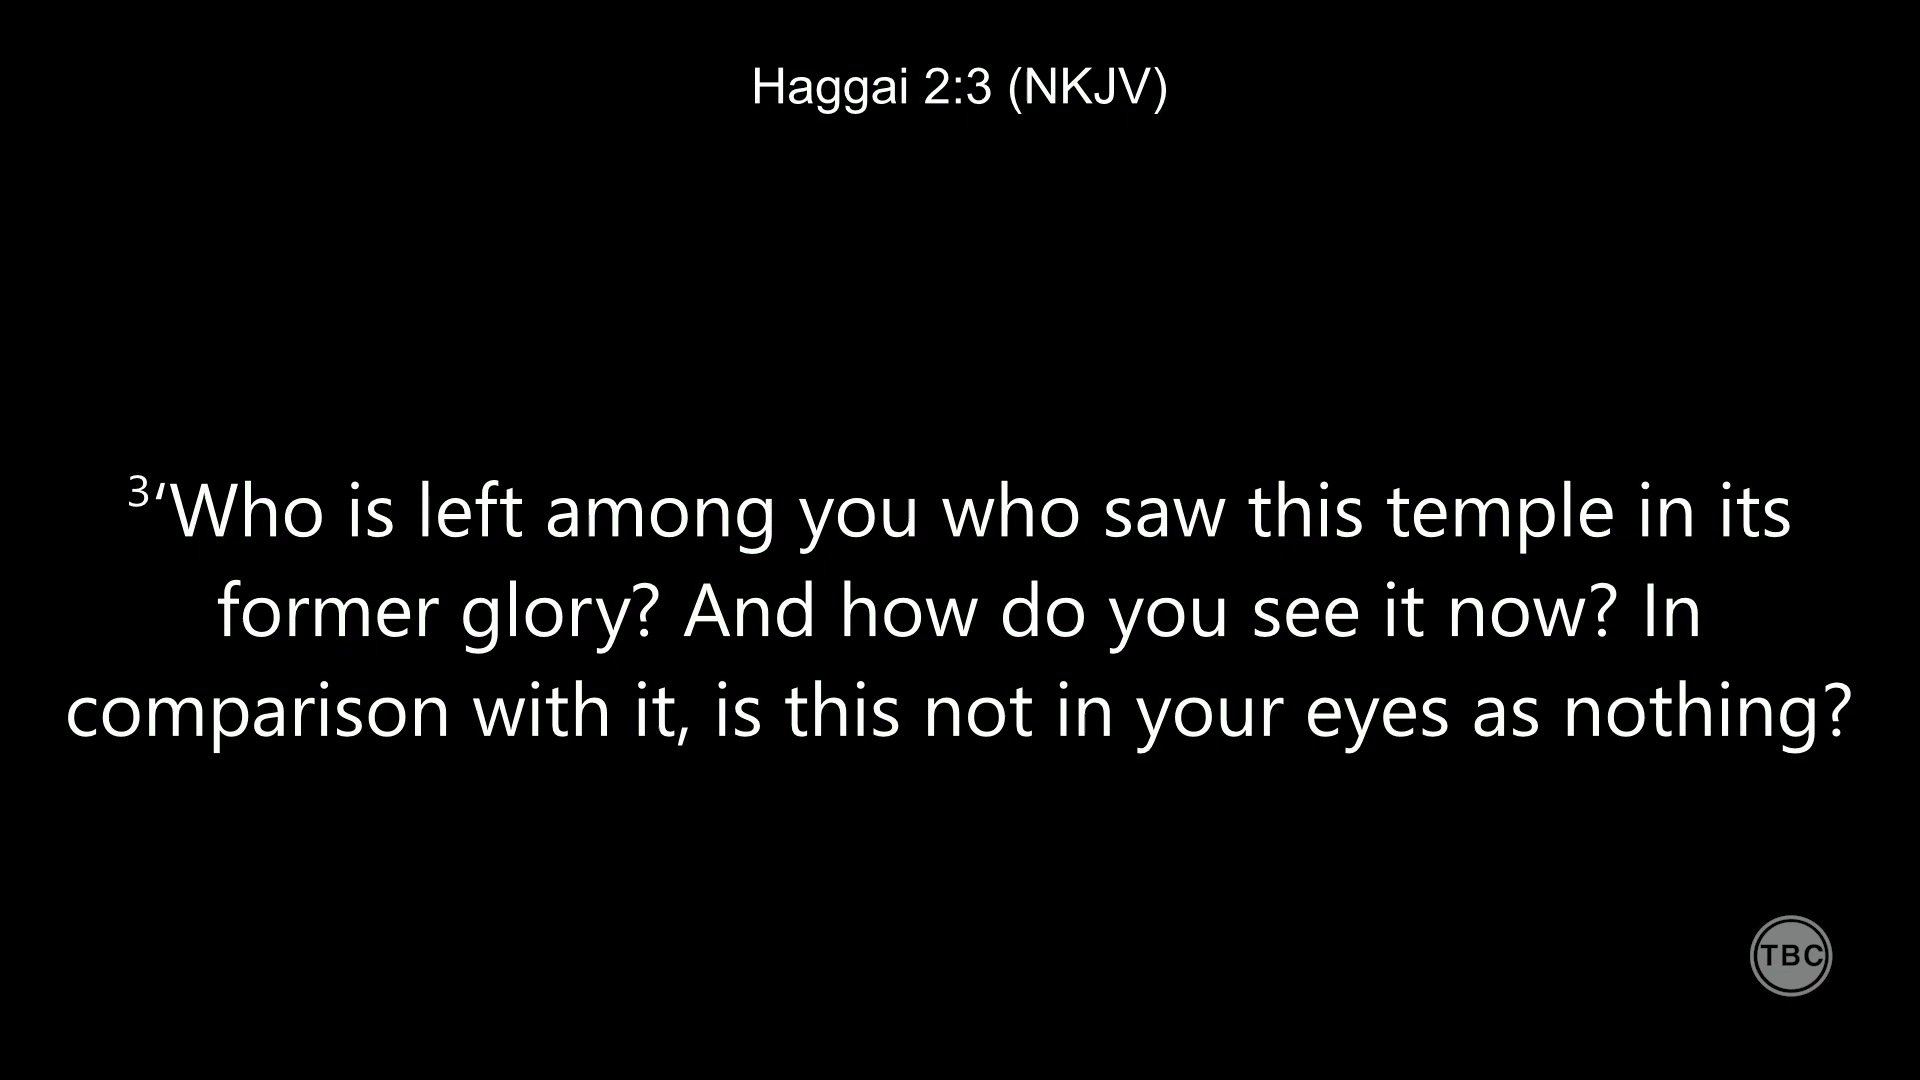 Haggai 2:3 (NKJV)
³‘Who is left among you who saw this temple in its
former glory? And how do you see it now? In
comparison with it, is this not in your eyes as nothing?
TBC